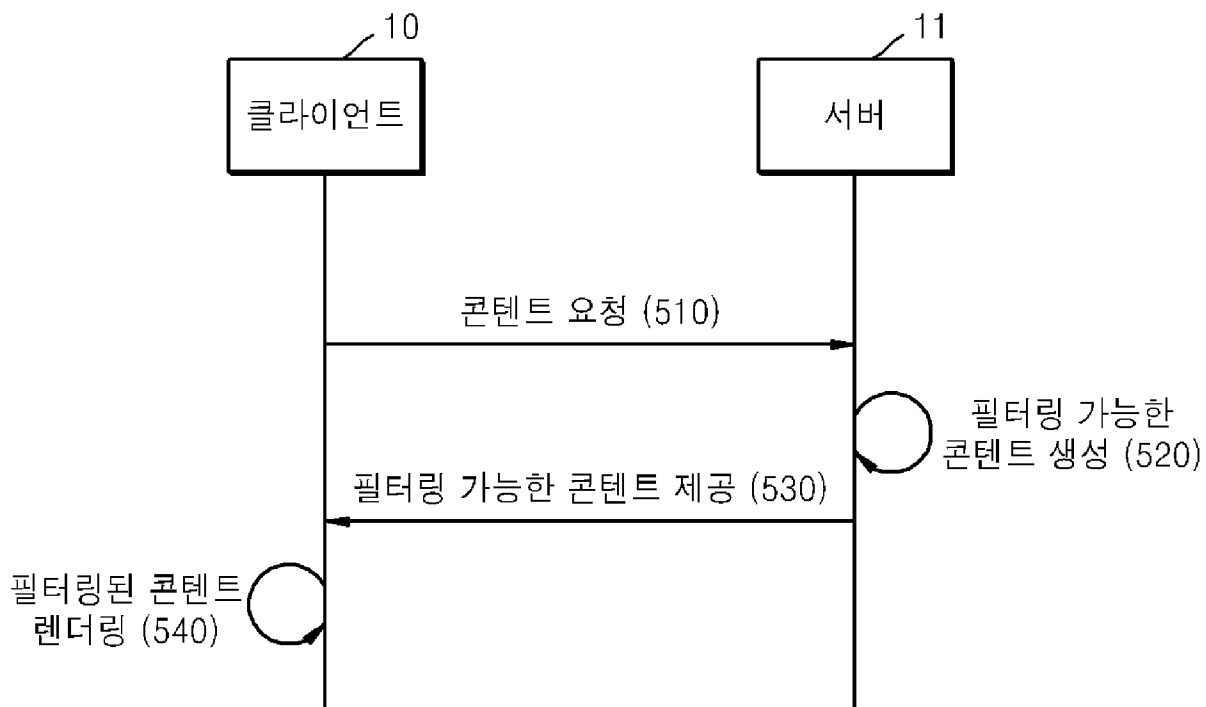 10
11
클라이언트
서버
콘텐트 요청 (510)
필터링 가능한
콘텐트 생성 (520)
필터링 가능한 콘텐트 제공 (530)
필터링된 콘텐트
렌더링 (540)